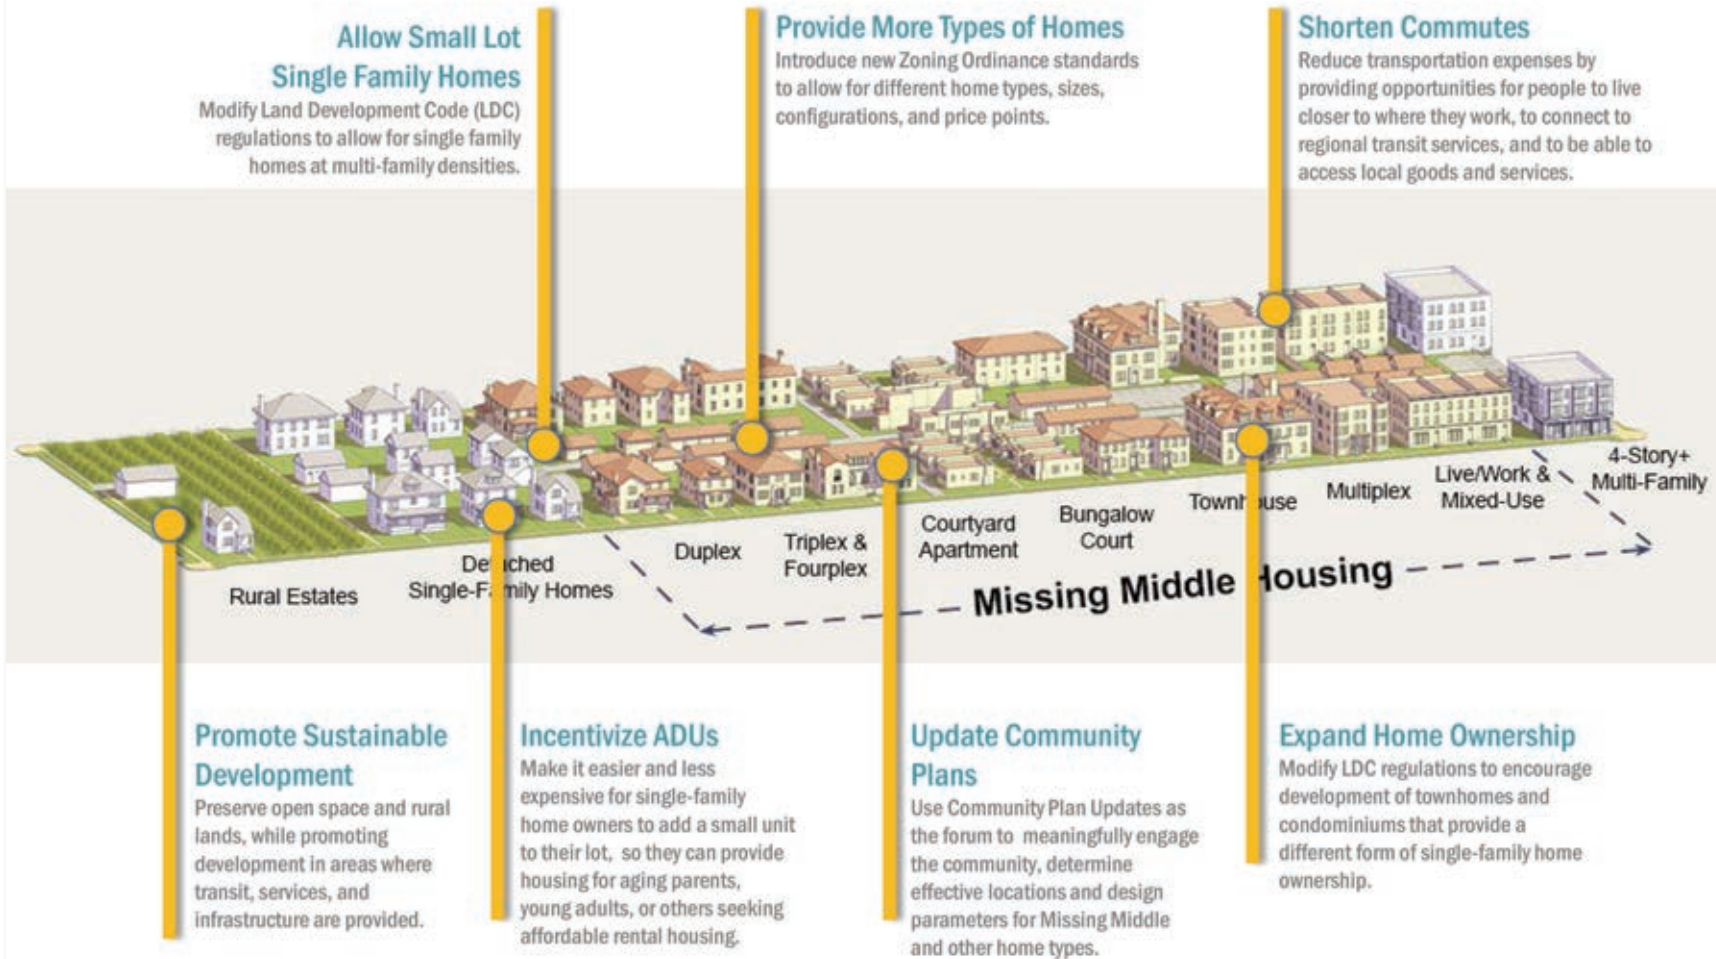 Allow Small Lot
Single Family Homes
Modify Land Development Code (LDC)
regulations to allow for single family
homes at multi-family densities.
Provide More Types of Homes
Introduce new Zoning Ordinance standards
to allow for different home types, sizes,
configurations, and price points.
Shorten Commutes
Reduce transportation expenses by
providing opportunities for people to live
closer to where they work, to connect to
regional transit services, and to be able to
access local goods and services.
Rural Estates
Detached
Single-Family Homes
Duplex
Triplex &
Fourplex
Courtyard
Apartment
Bungalow
Court
Townhouse
Multiplex
Live/Work &
Mixed-Use
4-Story+
Multi-Family
Missing Middle Housing
Promote Sustainable
Development
Preserve open space and rural
lands, while promoting
development in areas where
transit, services, and
infrastructure are provided.
Incentivize ADUs
Make it easier and less
expensive for single-family
home owners to add a small unit
to their lot, so they can provide
housing for aging parents,
young adults, or others seeking
affordable rental housing.
Update Community
Plans
Use Community Plan Updates as
the forum to meaningfully engage
the community, determine
effective locations and design
parameters for Missing Middle
and other home types.
Expand Home Ownership
Modify LDC regulations to encourage
development of townhomes and
condominiums that provide a
different form of single-family home
ownership.